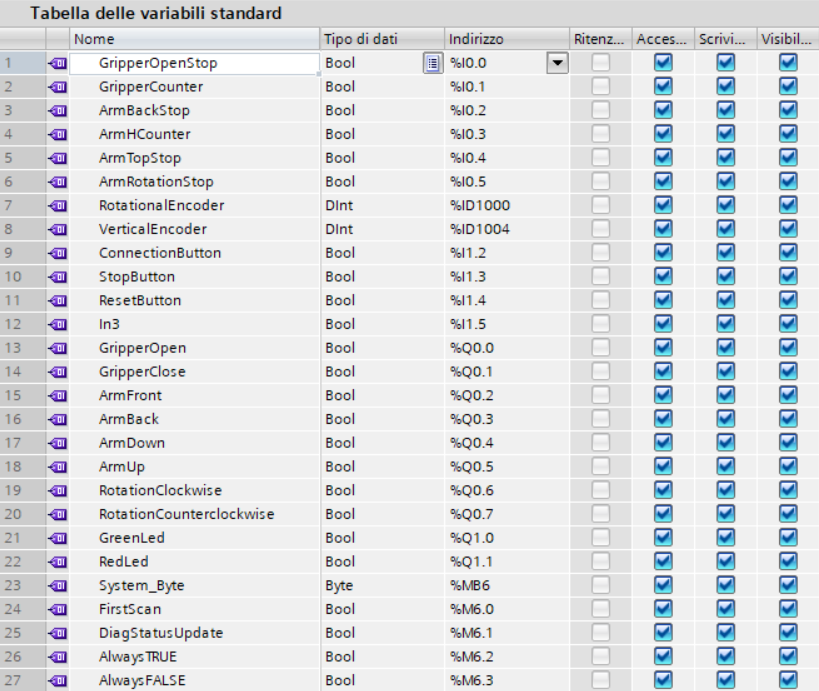 Tabella delle variabili standard
Nome Tipo di dati Indirizzo Ritenz... Acces... Scrivi... Visibil...
1 GripperOpenStop Bool %I0.0
2 GripperCounter Bool %I0.1
3 ArmBackStop Bool %I0.2
4 ArmHCounter Bool %I0.3
5 ArmTopStop Bool %I0.4
6 ArmRotationStop Bool %I0.5
7 RotationalEncoder DInt %ID1000
8 VerticalEncoder DInt %ID1004
9 ConnectionButton Bool %I1.2
10 StopButton Bool %I1.3
11 ResetButton Bool %I1.4
12 In3 Bool %I1.5
13 GripperOpen Bool %Q0.0
14 GripperClose Bool %Q0.1
15 ArmFront Bool %Q0.2
16 ArmBack Bool %Q0.3
17 ArmDown Bool %Q0.4
18 ArmUp Bool %Q0.5
19 RotationClockwise Bool %Q0.6
20 RotationCounterclockwise Bool %Q0.7
21 GreenLed Bool %Q1.0
22 RedLed Bool %Q1.1
23 System_Byte Byte %MB6
24 FirstScan Bool %M6.0
25 DiagStatusUpdate Bool %M6.1
26 AlwaysTRUE Bool %M6.2
27 AlwaysFALSE Bool %M6.3